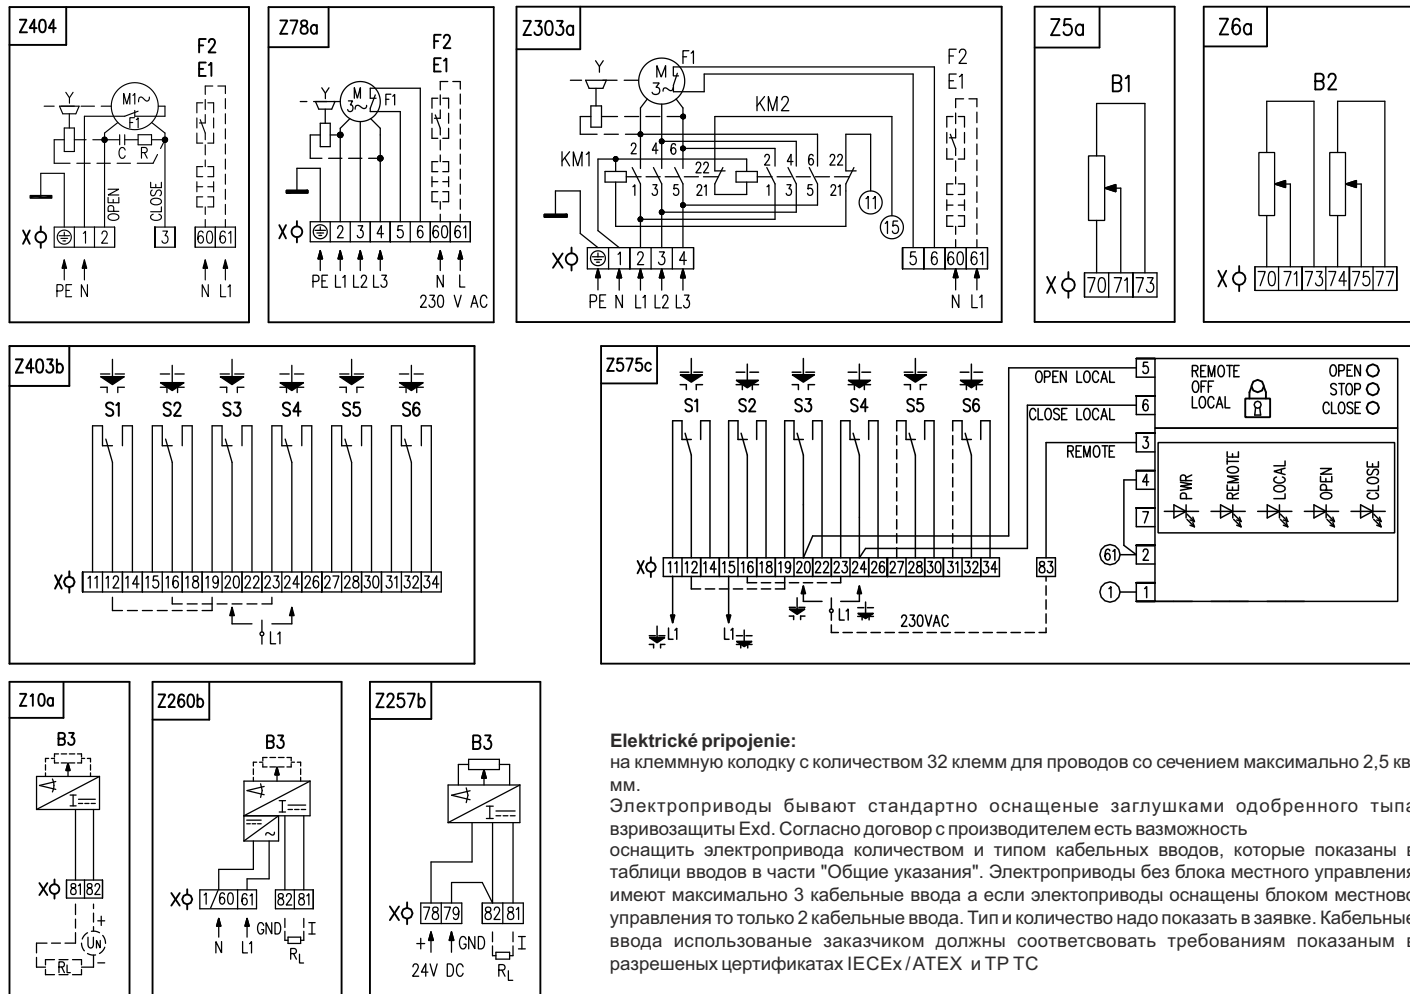 Z404
F2
E1
Y
M1~
F1
C R
OPEN
CLOSE
X 1 2 3 60 61
PE N N L1
Z78a
F2
E1
Y
M
3~
F1
X 2 3 4 5 6 60 61
PE L1 L2 L3 N L
230 V AC
Z303a
F1
F2
E1
Y
M
3~
KM2
KM1
2 4 6 22 2 4 6 22
1 3 5 21 1 3 5 21
11
15
X 1 2 3 4 5 6 60 61
PE N L1 L2 L3 N L1
Z5a
B1
X 70 71 73
Z6a
B2
X 70 71 73 74 75 77
Z403b
S1 S2 S3 S4 S5 S6
X 11 12 14 15 16 18 19 20 22 23 24 26 27 28 30 31 32 34
L1
Z575c
S1 S2 S3 S4 S5 S6
OPEN LOCAL
CLOSE LOCAL
REMOTE
X 11 12 14 15 16 18 19 20 22 23 24 26 27 28 30 31 32 34 83
L1 L1 L1 230VAC
5
6
3
4
7
2
1
61
1
REMOTE
OFF
LOCAL
OPEN
STOP
CLOSE
PWR
REMOTE
LOCAL
OPEN
CLOSE
Z10a
B3
I
X 81 82
+
UN
-
RL
Z260b
B3
I
~
X 1/60 61 82 81
N L1 GND I
RL
Z257b
B3
I
X 78 79 82 81
+ GND I
24V DC RL
Elektrické pripojenie:
на клеммную колодку с количеством 32 клемм для проводов со сечением максимально 2,5 кв
мм.
Электроприводы бывают стандартно оснащеные заглушками одобренного тыпа
взривозащиты Exd. Согласно договор с производителем есть вазможность
оснащить электропривода количеством и типом кабельных вводов, которые показаны в
таблици вводов в части "Общие указания". Электроприводы без блока местного управления
имеют максимально 3 кабельные ввода а если электоприводы оснащены блоком местново
управления то только 2 кабельные ввода. Тип и количество надо показать в заявке. Кабельные
ввода использованые заказчиком должны соответсвовать требованиям показаным в
разрешеных цертификатах IECEx / ATEX и ТР ТС